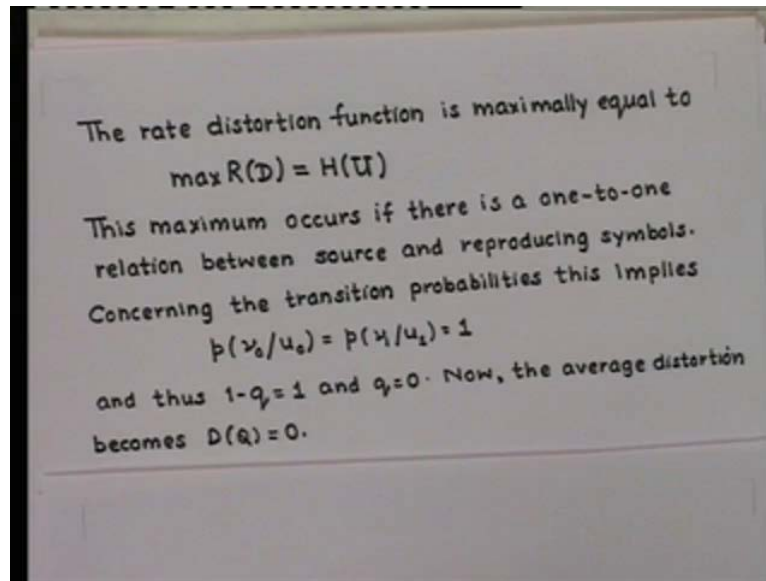 The rate distortion function is maximally equal to
max R(D) = H(U)
This maximum occurs if there is a one-to-one
relation between source and reproducing symbols.
Concerning the transition probabilities this implies
p(v₀/u₀) = p(v₁/u₁) = 1
and thus 1-q = 1 and q = 0. Now, the average distortion
becomes D(Q) = 0.